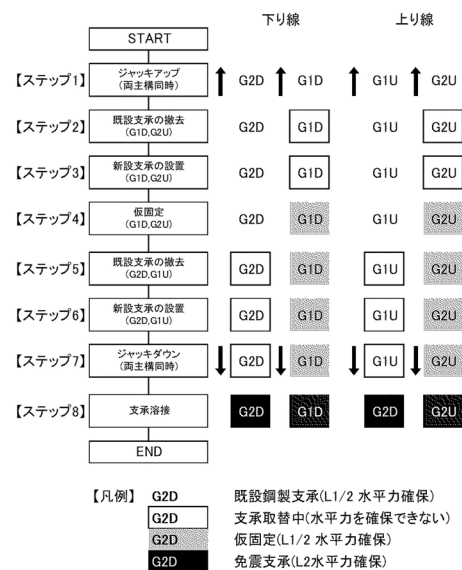 下り線 上り線
START
【ステップ1】 ジャッキアップ
(両主構同時) G2D G1D G1U G2U
【ステップ2】 既設支承の撤去
(G1D,G2U) G2D G1D G1U G2U
【ステップ3】 新設支承の設置
(G1D,G2U) G2D G1D G1U G2U
【ステップ4】 仮固定
(G1D,G2U) G2D G1D G1U G2U
【ステップ5】 既設支承の撤去
(G2D,G1U) G2D G1D G1U G2U
【ステップ6】 新設支承の設置
(G2D,G1U) G2D G1D G1U G2U
【ステップ7】 ジャッキダウン
(両主構同時) G2D G1D G1U G2U
【ステップ8】 支承溶接 G2D G1D G2D G2U
END
【凡例】 G2D 既設鋼製支承(L1/2 水平力確保)
G2D 支承取替中(水平力を確保できない)
G2D 仮固定(L1/2水平力確保)
G2D 免震支承(L2水平力確保)